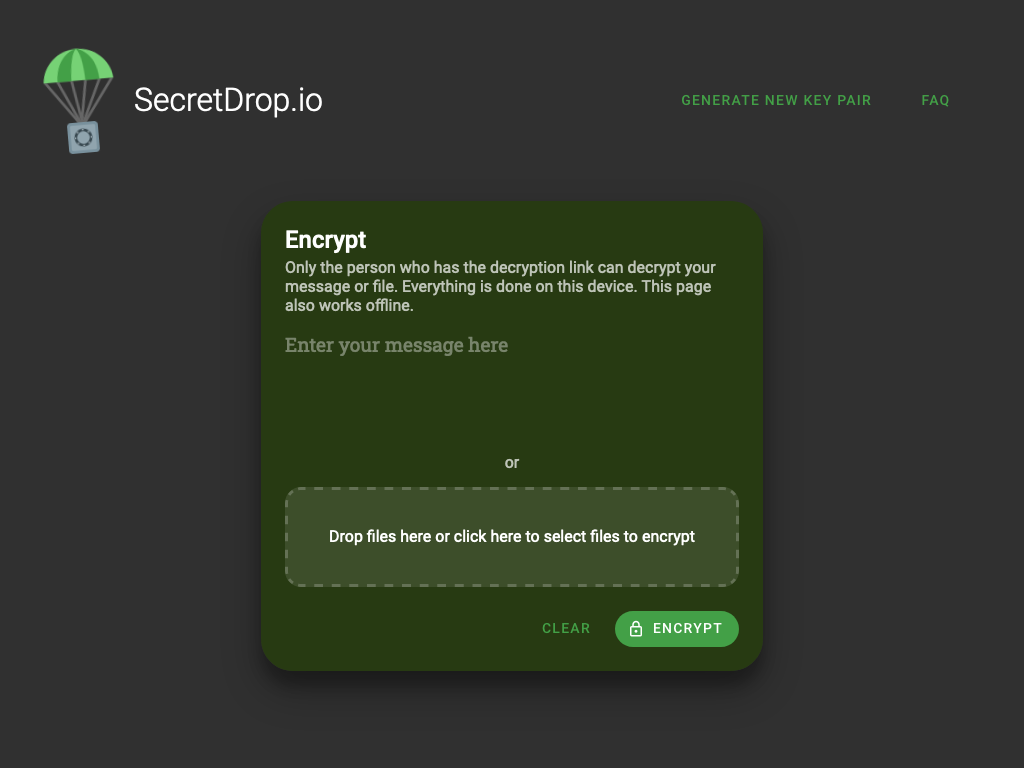 SecretDrop.io
GENERATE NEW KEY PAIR
FAQ
Encrypt
Only the person who has the decryption link can decrypt your
message or file. Everything is done on this device. This page
also works offline.
Enter your message here
or
Drop files here or click here to select files to encrypt
CLEAR
ENCRYPT